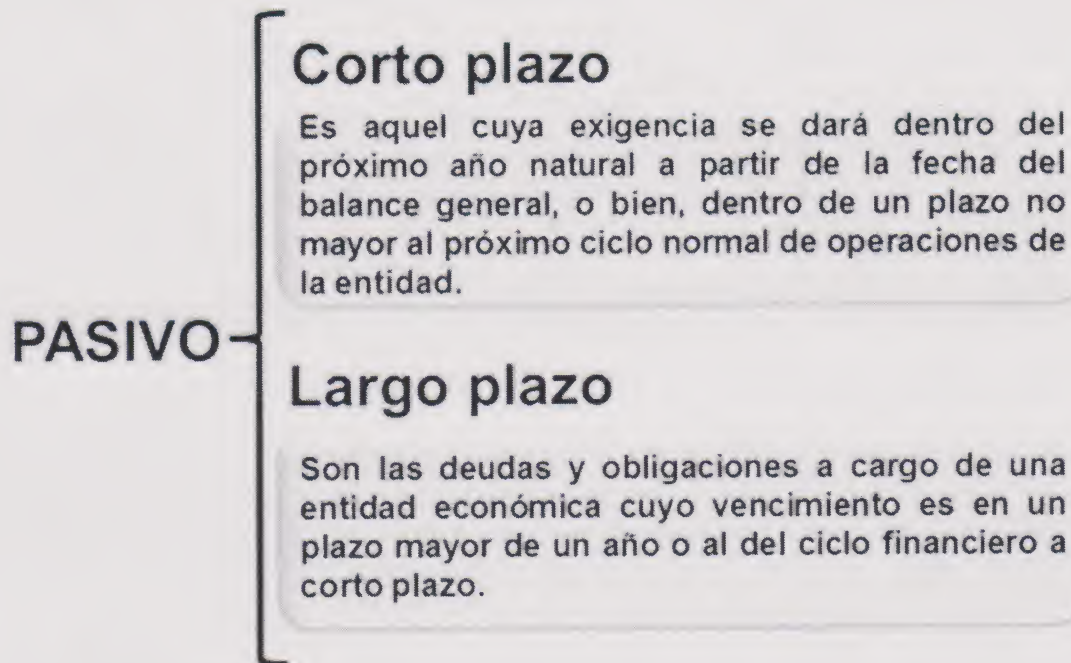 Corto plazo
Es aquel cuya exigencia se dará dentro del
próximo año natural a partir de la fecha del
balance general, o bien, dentro de un plazo no
mayor al próximo ciclo normal de operaciones de
la entidad.
PASIVO
Largo plazo
Son las deudas y obligaciones a cargo de una
entidad económica cuyo vencimiento es en un
plazo mayor de un año o al del ciclo financiero a
corto plazo.